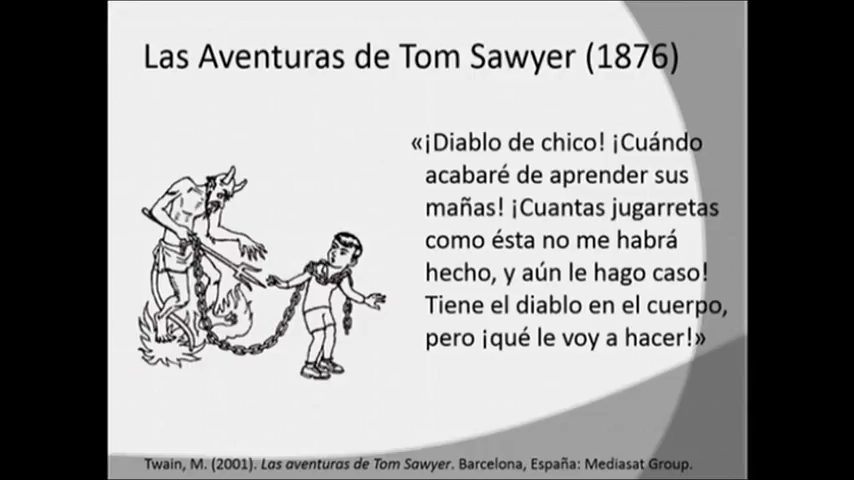 Las Aventuras de Tom Sawyer (1876)
«¡Diablo de chico! ¡Cuándo
acabaré de aprender sus
mañas! ¡Cuantas jugarretas
como ésta no me habrá
hecho, y aún le hago caso!
Tiene el diablo en el cuerpo,
pero ¡qué le voy a hacer!»
Twain, M. (2001). Las aventuras de Tom Sawyer. Barcelona, España: Mediasat Group.